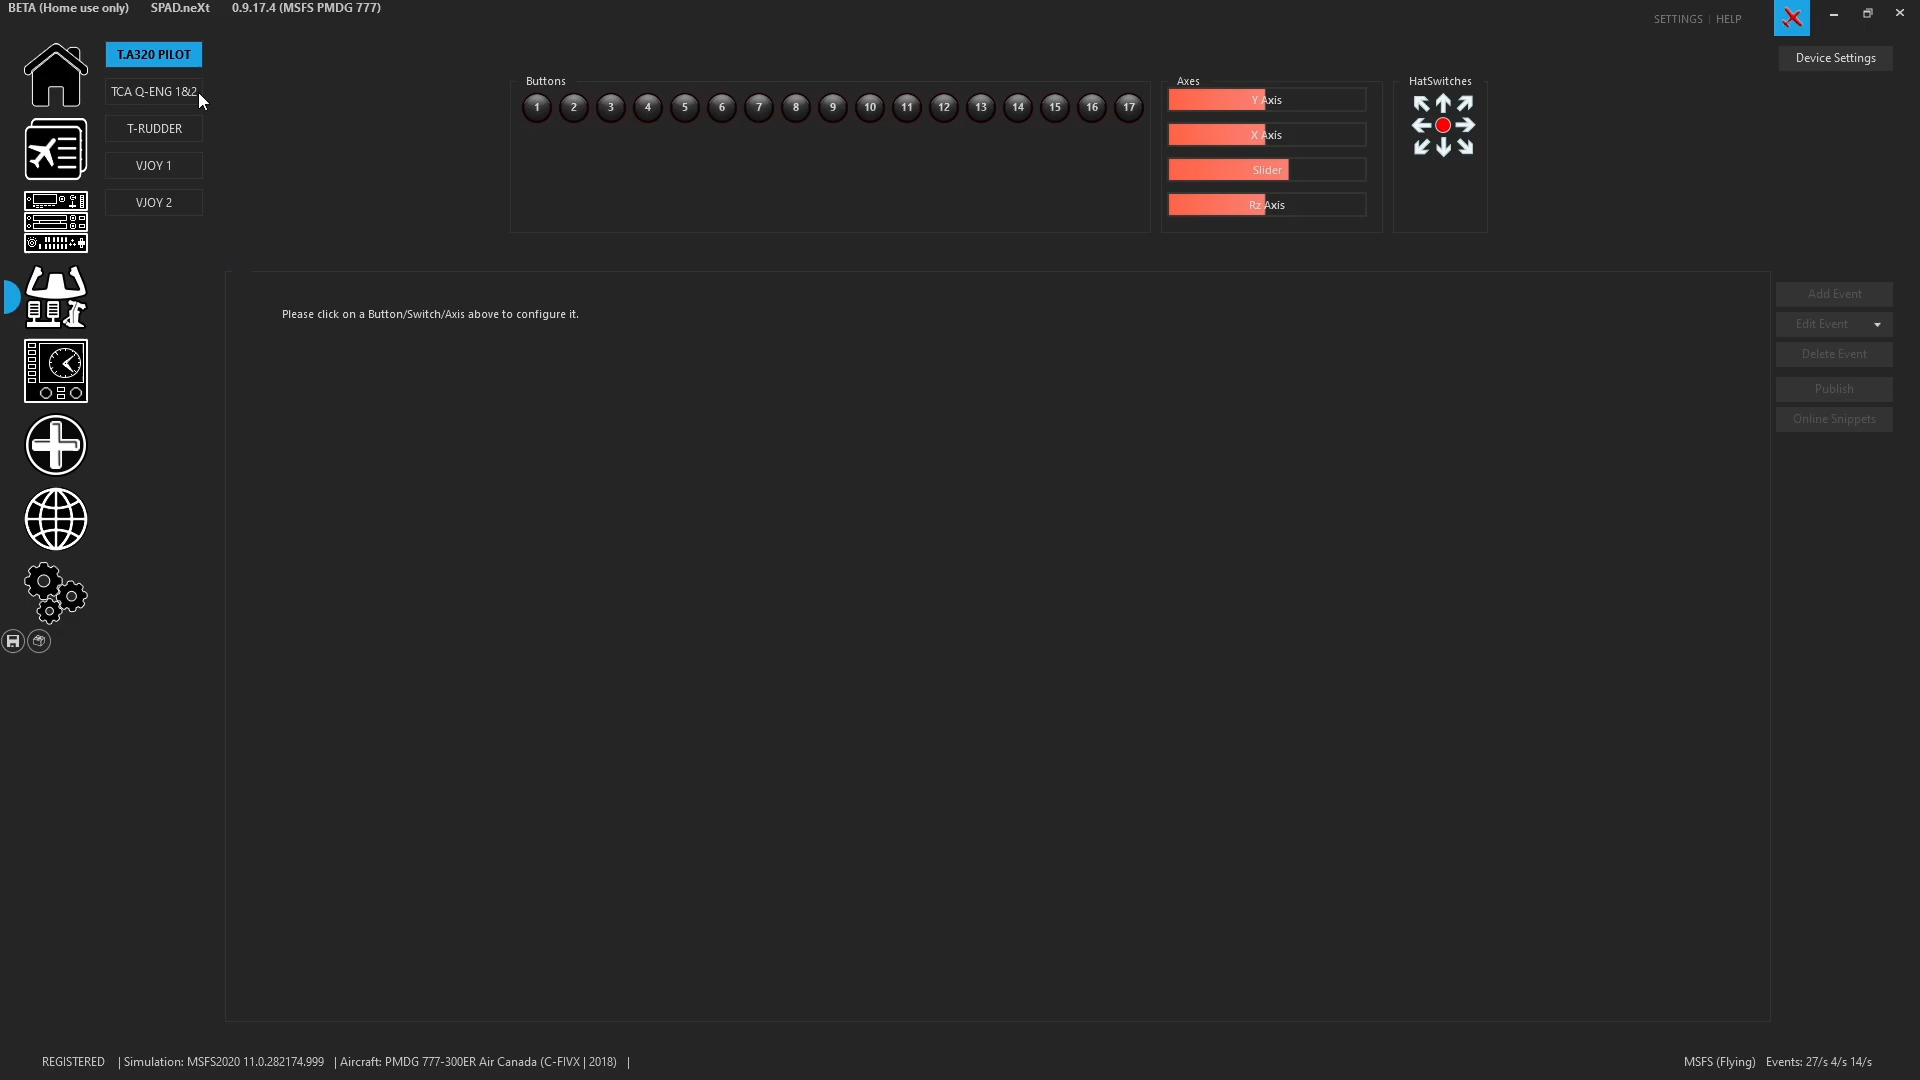 BETA (Home use only) SPAD.neXt 0.9.17.4 (MSFS PMDG 777)
SETTINGS | HELP
T.A320 PILOT
TCA Q-ENG 1&2
T-RUDDER
VJOY 1
VJOY 2
Device Settings
Buttons
1 2 3 4 5 6 7 8 9 10 11 12 13 14 15 16 17
Axes
Y Axis
X Axis
Slider
Rz Axis
HatSwitches
Please click on a Button/Switch/Axis above to configure it.
Add Event
Edit Event
Delete Event
Publish
Online Snippets
REGISTERED | Simulation: MSFS2020 11.0.282174.999 | Aircraft: PMDG 777-300ER Air Canada (C-FIVX | 2018) |
MSFS (Flying) Events: 27/s 4/s 14/s